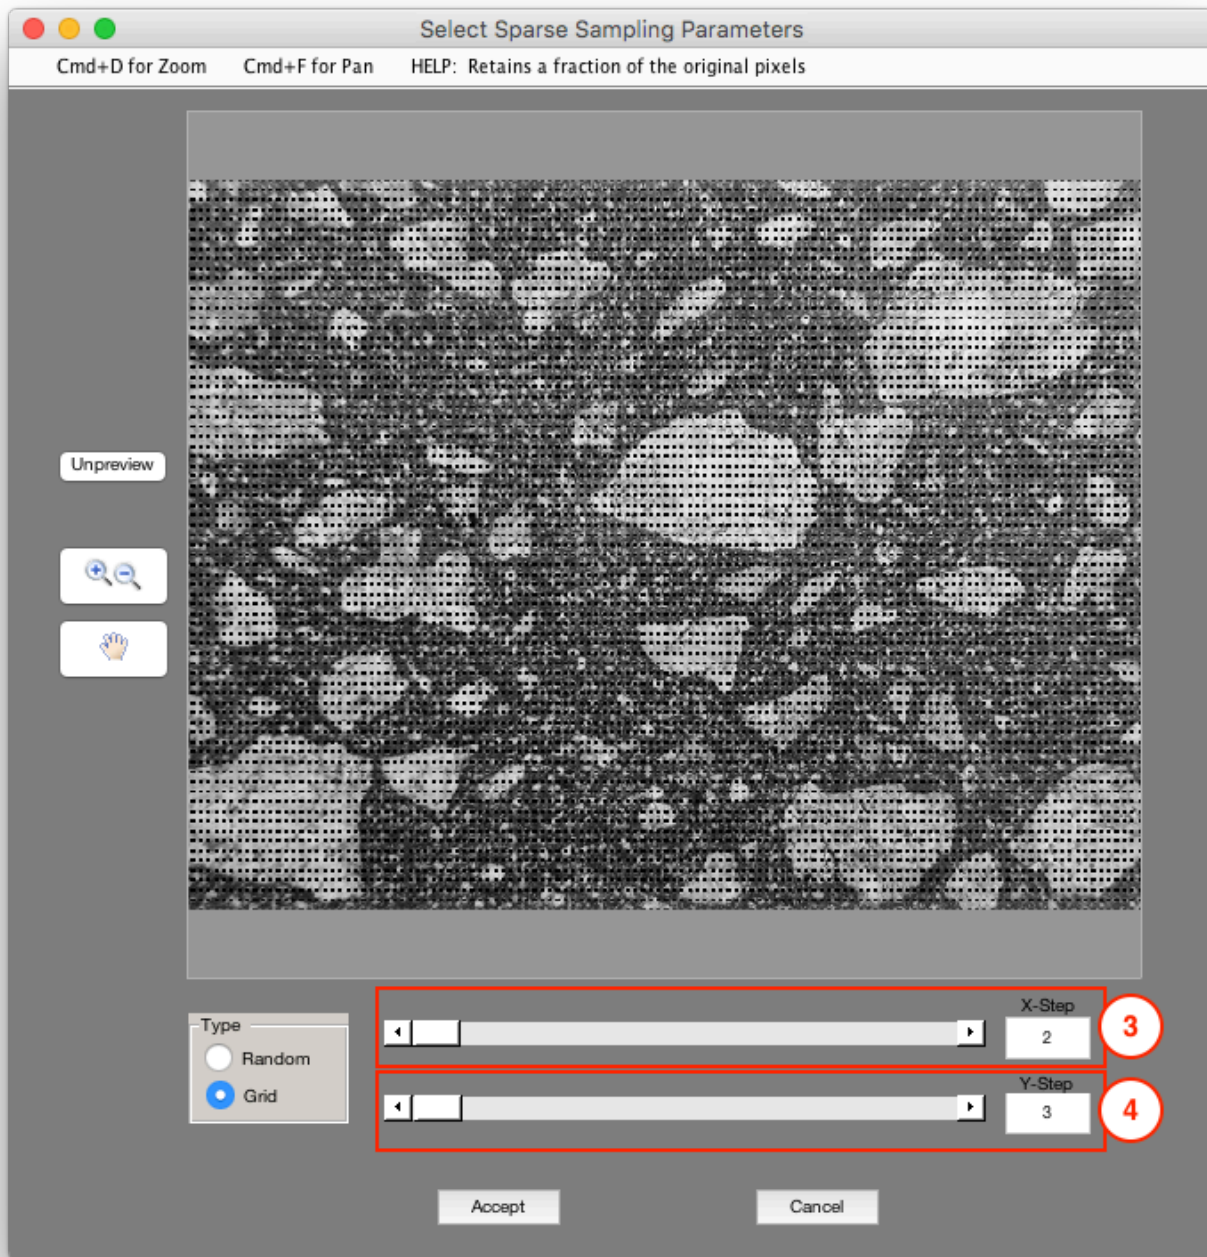 Select Sparse Sampling Parameters
Cmd+D for Zoom Cmd+F for Pan HELP: Retains a fraction of the original pixels
Unpreview
Type
Random
Grid
X-Step
2
3
Y-Step
3
4
Accept Cancel